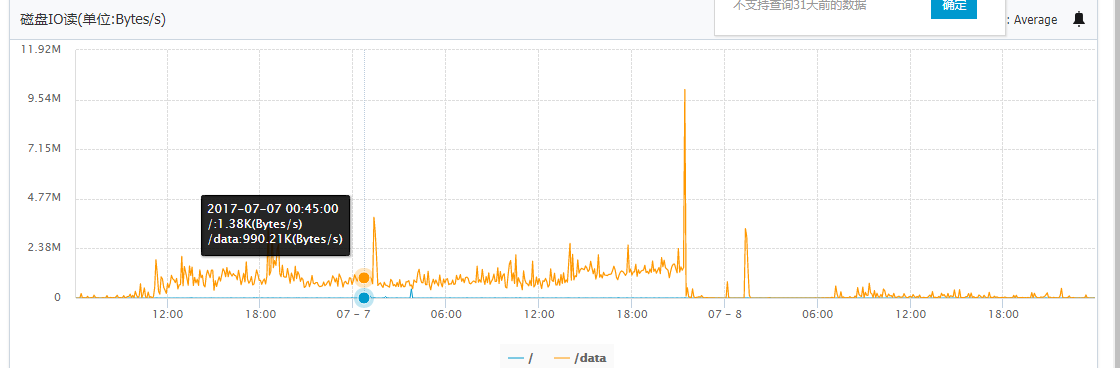 不支持查询31天前的数据
确定
磁盘IO读(单位:Bytes/s)
: Average
11.92M
9.54M
7.15M
4.77M
2.38M
0
2017-07-07 00:45:00
/:1.38K(Bytes/s)
/data:990.21K(Bytes/s)
12:00
18:00
07-7
06:00
12:00
18:00
07-8
06:00
12:00
18:00
/
/data